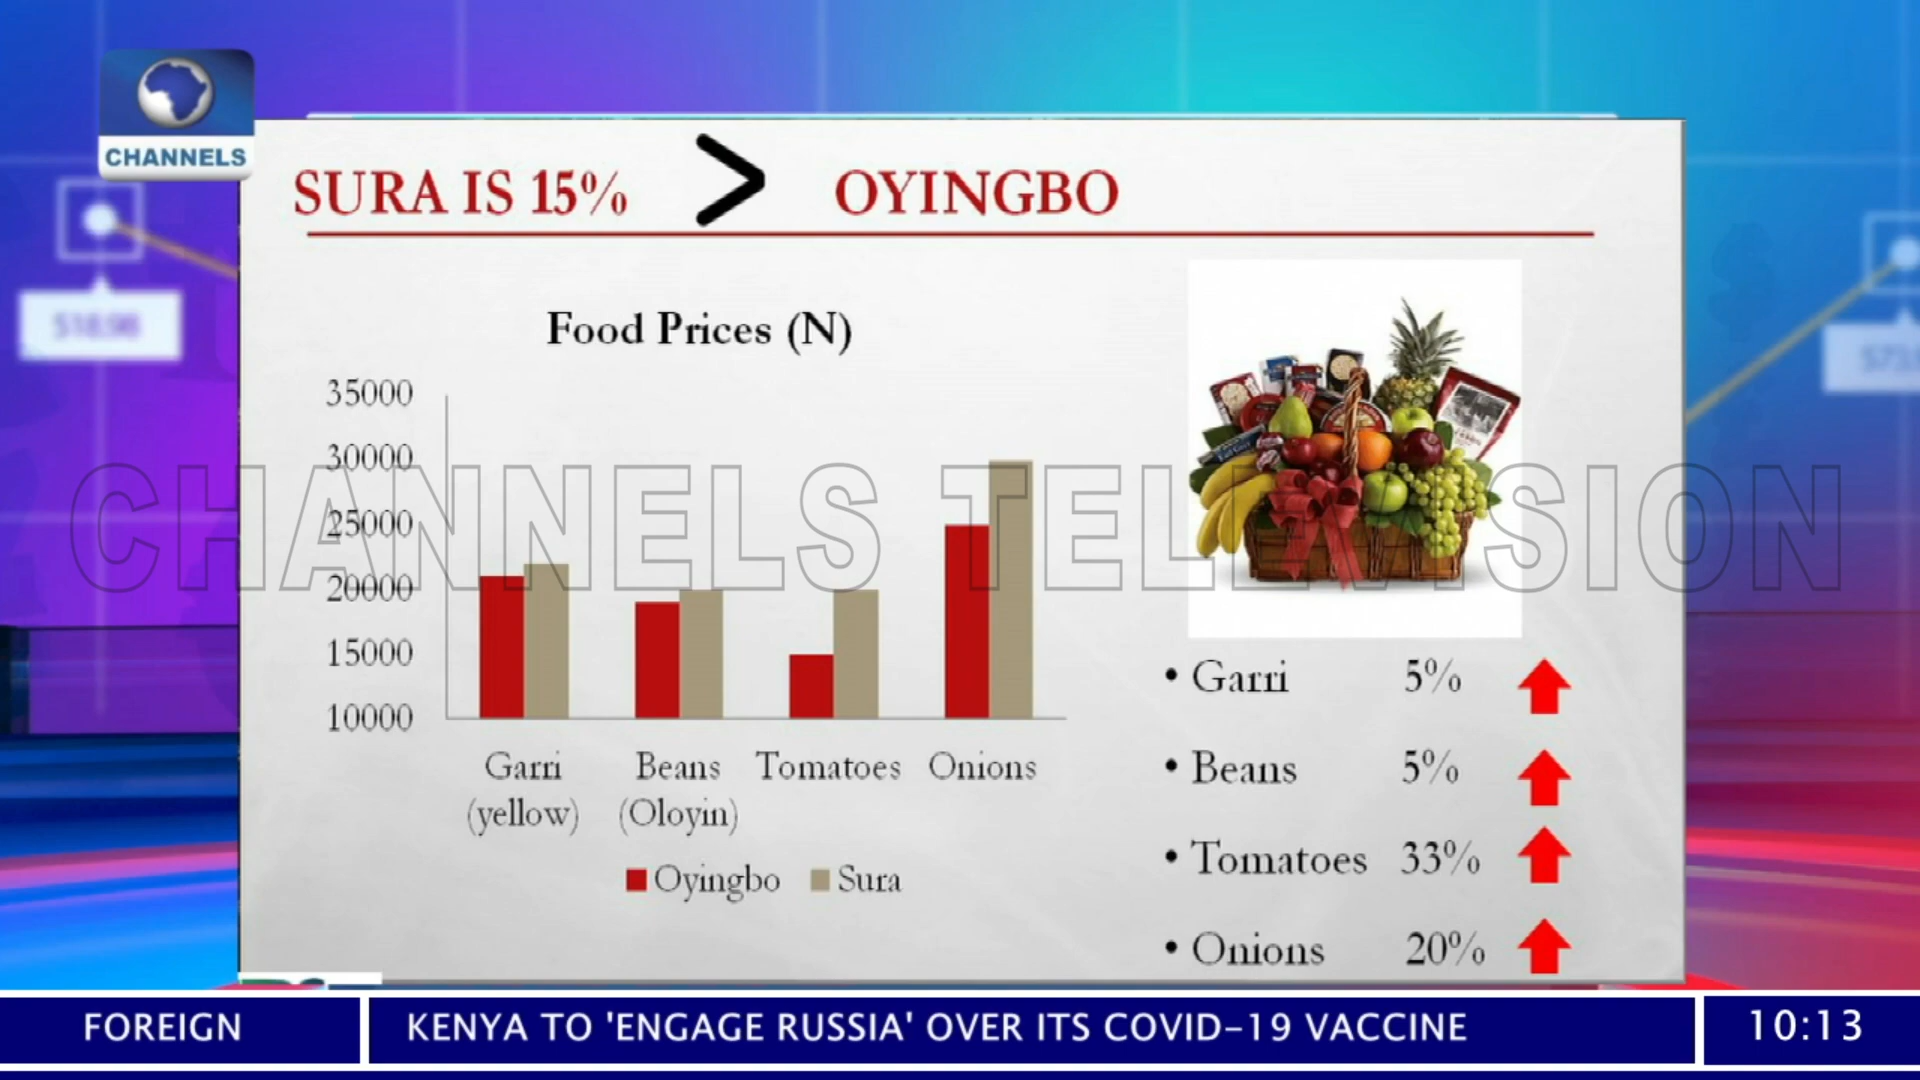 CHANNELS
SURA IS 15% > OYINGBO
Food Prices (N)
35000
30000
25000
20000
15000
10000
Garri (yellow)
Beans (Oloyin)
Tomatoes
Onions
Oyingbo
Sura
• Garri 5%
• Beans 5%
• Tomatoes 33%
• Onions 20%
CHANNELS TELEVISION
FOREIGN
KENYA TO 'ENGAGE RUSSIA' OVER ITS COVID-19 VACCINE
10:13